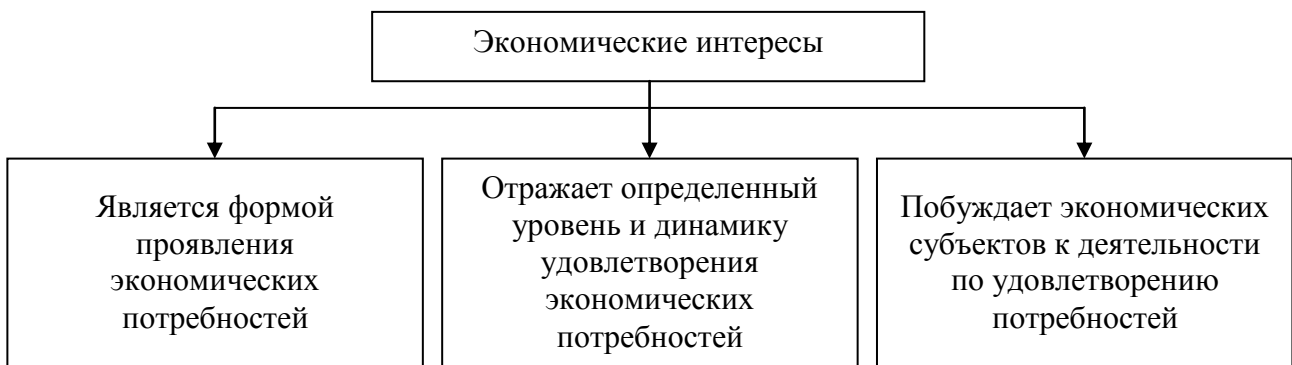 Экономические интересы
Является формой
проявления
экономических
потребностей
Отражает определенный
уровень и динамику
удовлетворения
экономических
потребностей
Побуждает экономических
субъектов к деятельности
по удовлетворению
потребностей